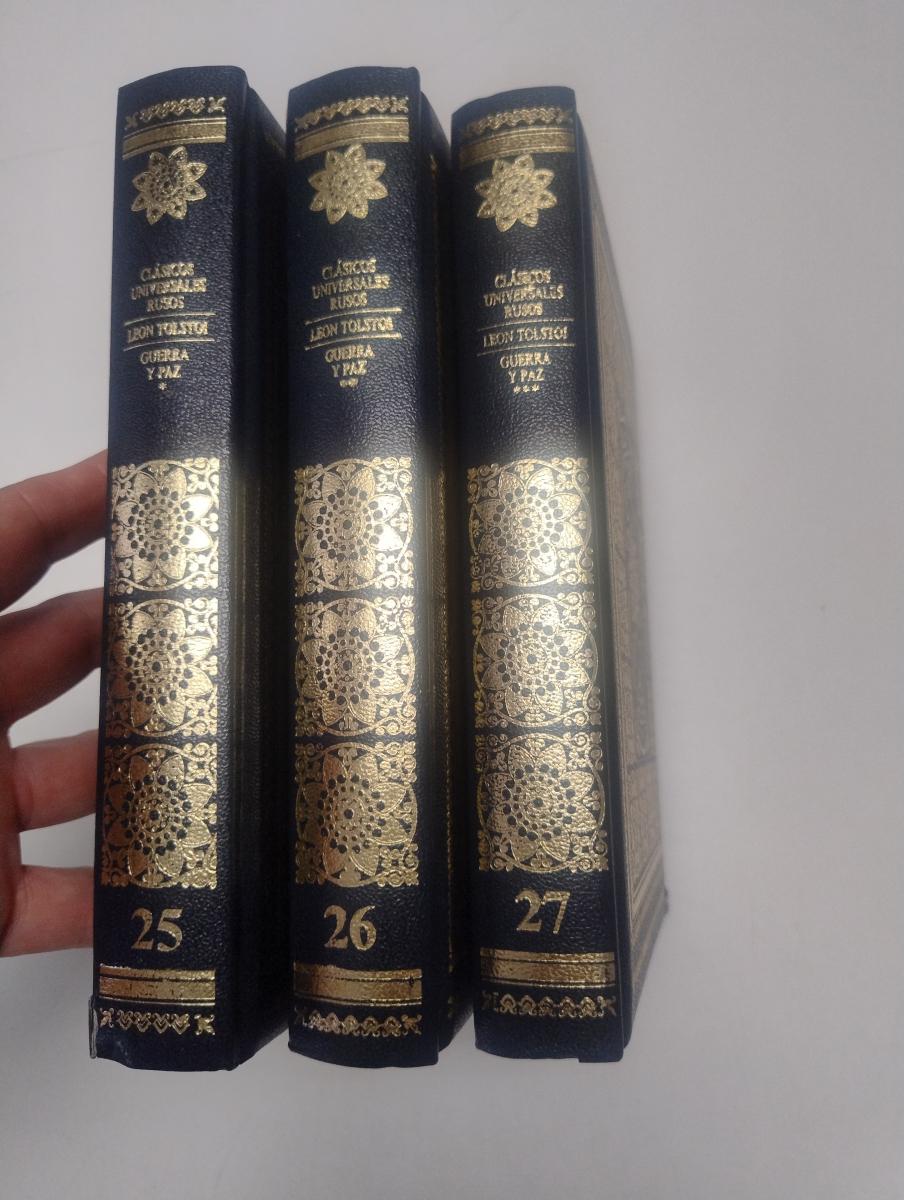 CLÁSICOS
UNIVERSALES
RUSOS
LEON TOLSTOI
GUERRA
Y PAZ
*
25
CLÁSICOS
UNIVERSALES
RUSOS
LEON TOLSTOI
GUERRA
Y PAZ
**
26
CLÁSICOS
UNIVERSALES
RUSOS
LEON TOLSTOI
GUERRA
Y PAZ
***
27